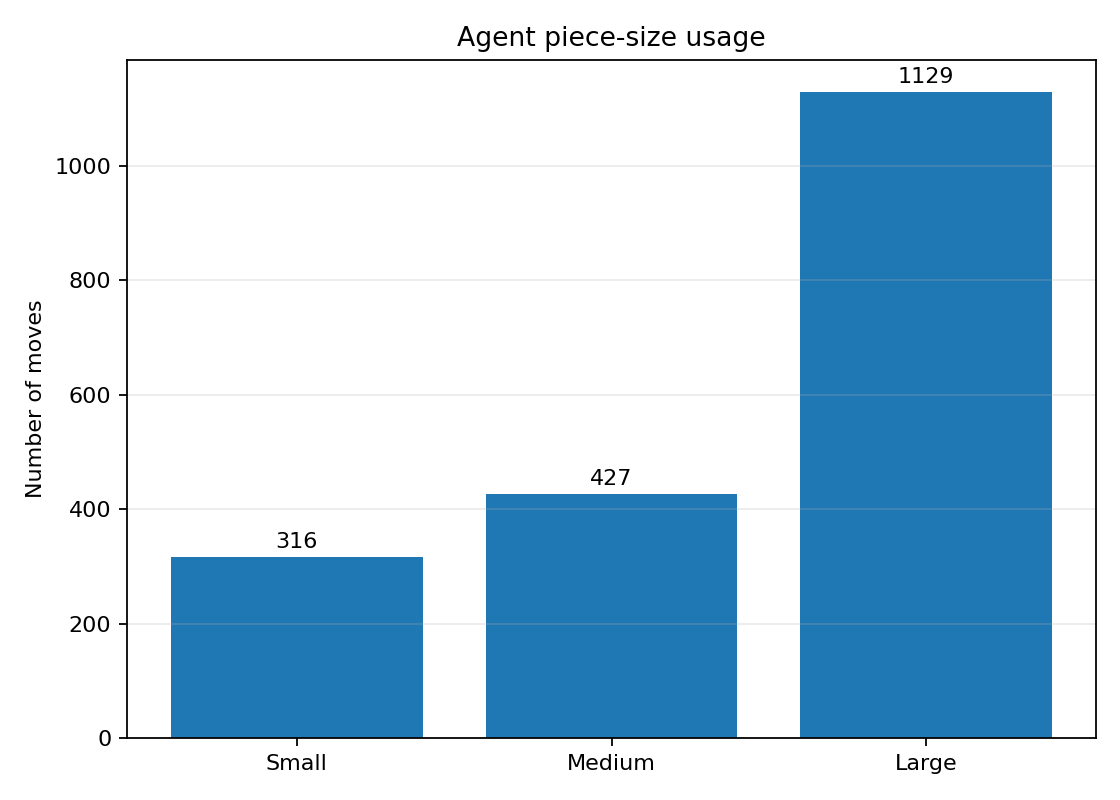 Agent piece-size usage
1129
1000
800
600
427
400
316
200
0
Number of moves
Small
Medium
Large